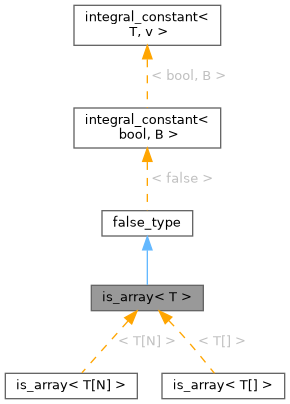 integral_constant<
T, v >
< bool, B >
integral_constant<
bool, B >
< false >
false_type
is_array< T >
< T[N] >
< T[] >
is_array< T[N] >
is_array< T[] >